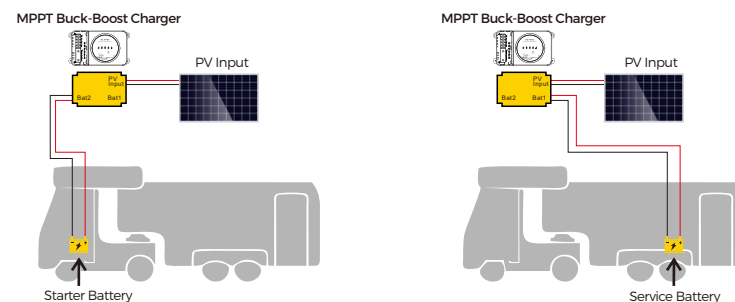 MPPT Buck-Boost Charger
PV Input
PV
Input
Bat2 Bat1
- +
Starter Battery
MPPT Buck-Boost Charger
PV Input
PV
Input
Bat2 Bat1
- +
Service Battery